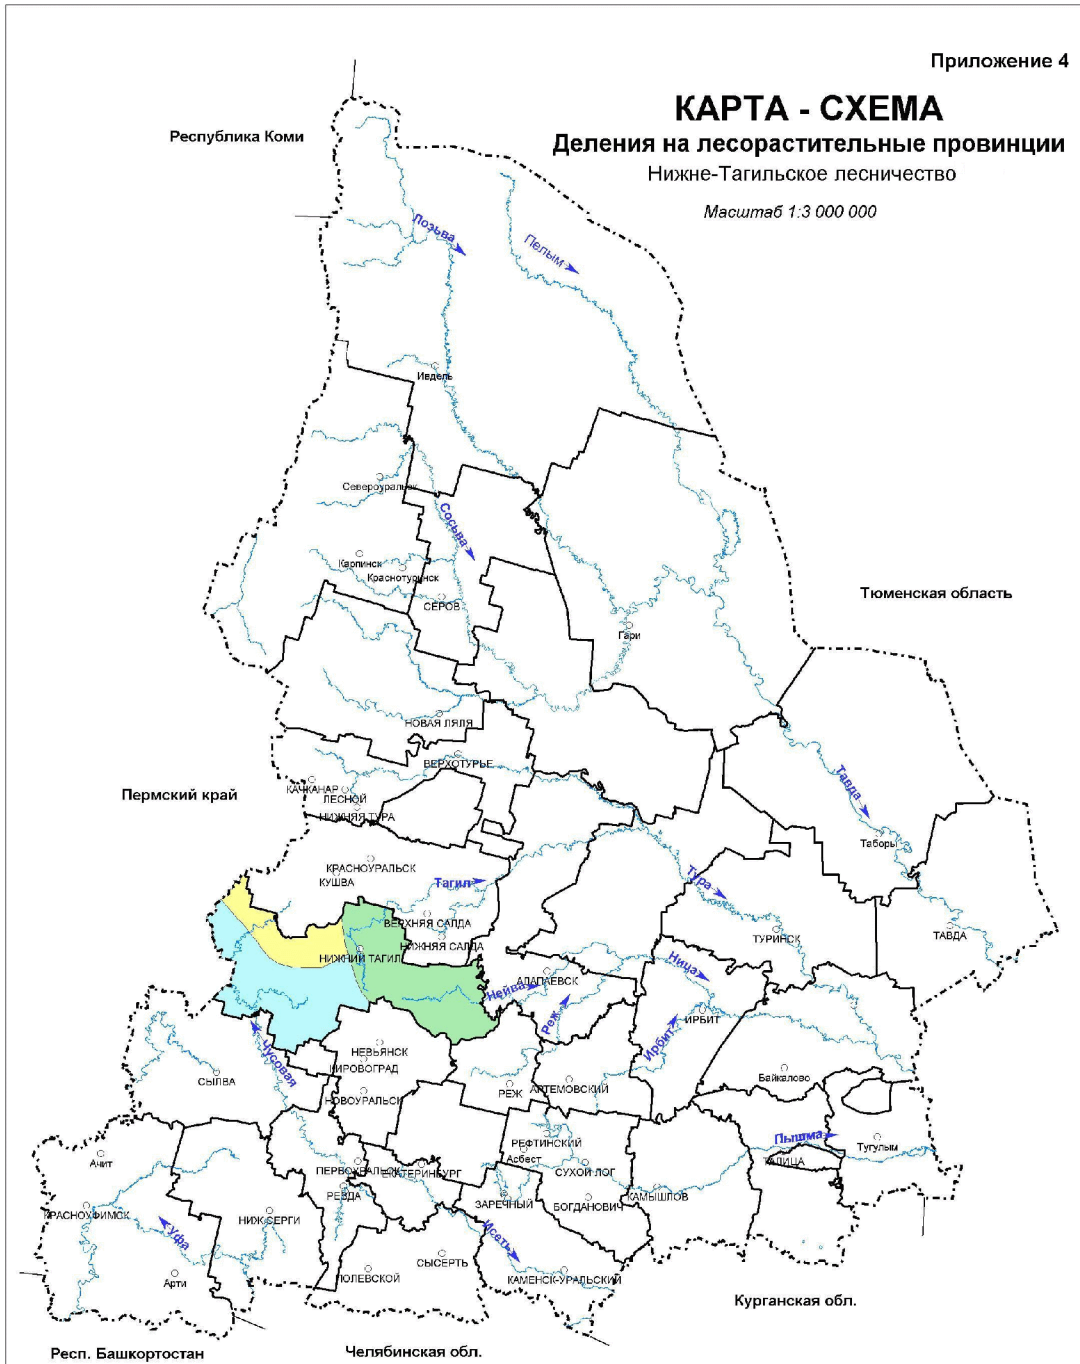 Приложение 4
КАРТА - СХЕМА
Деления на лесорастительные провинции
Нижне-Тагильское лесничество
Масштаб 1:3 000 000
Республика Коми
Лозьва
Пелым
Ивдель
Североуральск
Сосьва
Карпинск
Краснотурьинск
СЕРОВ
Тюменская область
Гари
НОВАЯ ЛЯЛЯ
ВЕРХОТУРЬЕ
Пермский край
КАЧКАНАР
ЛЕСНОЙ
НИЖНЯЯ ТУРА
Тавда
Таборы
КРАСНОУРАЛЬСК
КУШВА
Тагил
Тура
ВЕРХНЯЯ САЛДА
НИЖНЯЯ САЛДА
ТУРИНСК
ТАВДА
НИЖНИЙ ТАГИЛ
Ница
АЛАПАЕВСК
Нейва
Реж
ИРБИТ
Ирбит
Чусовая
НЕВЬЯНСК
КИРОВОГРАД
СЫЛВА
НОВОУРАЛЬСК
РЕЖ
АРТЕМОВСКИЙ
Байкалово
РЕФТИНСКИЙ
Асбест
Пышма
Тугулым
Ачит
ПЕРВОУРАЛЬСК
ЕКАТЕРИНБУРГ
СУХОЙ ЛОГ
ТАЛИЦА
РЕВДА
ЗАРЕЧНЫЙ
БОГДАНОВИЧ
КАМЫШЛОВ
КРАСНОУФИМСК
НИЖ.СЕРГИ
Уфа
Исеть
СЫСЕРТЬ
Арти
ПОЛЕВСКОЙ
КАМЕНСК-УРАЛЬСКИЙ
Курганская обл.
Челябинская обл.
Респ. Башкортостан